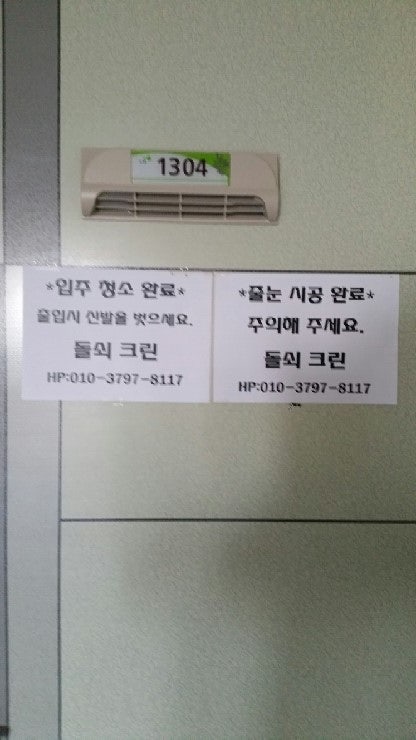 1304
*입주 청소 완료*
출입시 신발을 벗으세요.
돌쇠 크린
HP:010-3797-8117
*줄눈 시공 완료*
주의해 주세요.
돌쇠 크린
HP:010-3797-8117